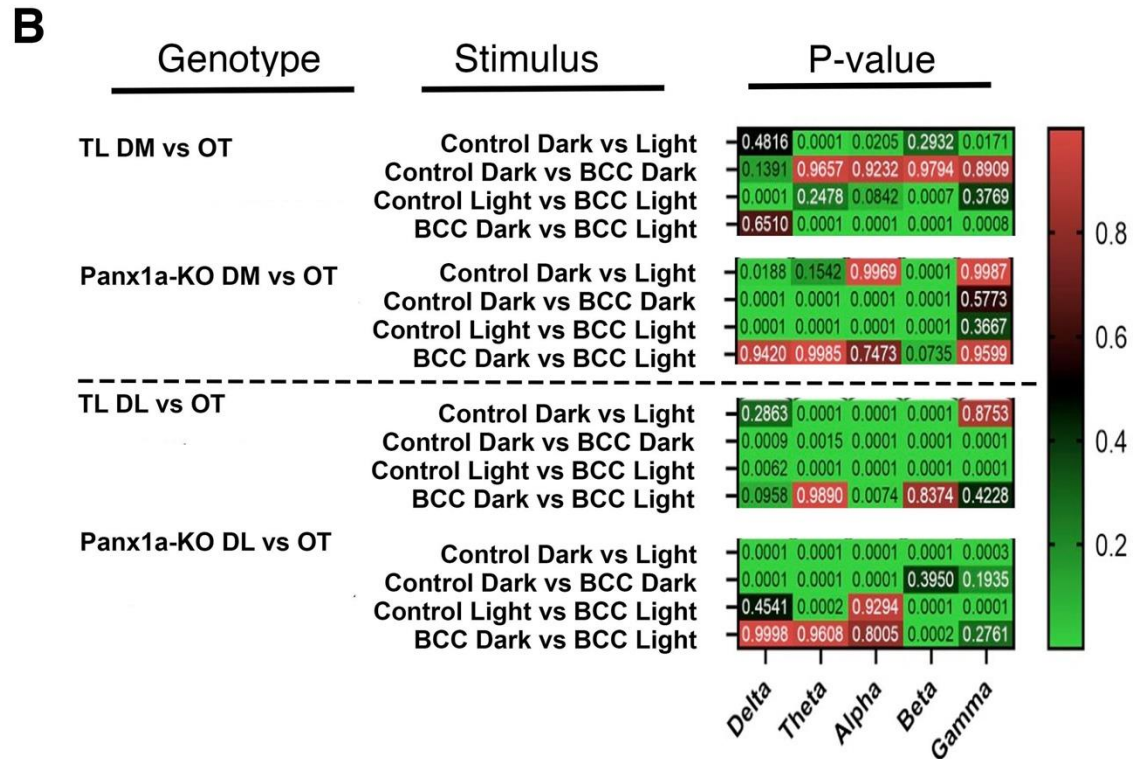 B
Genotype Stimulus P-value
TL DM vs OT
Control Dark vs Light 0.4816 0.0001 0.0205 0.2932 0.0171
Control Dark vs BCC Dark 0.1391 0.9657 0.9232 0.9794 0.8909
Control Light vs BCC Light 0.0001 0.2478 0.0842 0.0007 0.3769
BCC Dark vs BCC Light 0.6510 0.0001 0.0001 0.0001 0.0008
Panx1a-KO DM vs OT
Control Dark vs Light 0.0188 0.1542 0.9969 0.0001 0.9987
Control Dark vs BCC Dark 0.0001 0.0001 0.0001 0.0001 0.5773
Control Light vs BCC Light 0.0001 0.0001 0.0001 0.0001 0.3667
BCC Dark vs BCC Light 0.9420 0.9985 0.7473 0.0735 0.9599
TL DL vs OT
Control Dark vs Light 0.2863 0.0001 0.0001 0.0001 0.8753
Control Dark vs BCC Dark 0.0009 0.0015 0.0001 0.0001 0.0001
Control Light vs BCC Light 0.0062 0.0001 0.0001 0.0001 0.0001
BCC Dark vs BCC Light 0.0958 0.9890 0.0074 0.8374 0.4228
Panx1a-KO DL vs OT
Control Dark vs Light 0.0001 0.0001 0.0001 0.0001 0.0003
Control Dark vs BCC Dark 0.0001 0.0001 0.0001 0.3950 0.1935
Control Light vs BCC Light 0.4541 0.0002 0.9294 0.0001 0.0001
BCC Dark vs BCC Light 0.9998 0.9608 0.8005 0.0002 0.2761
Delta Theta Alpha Beta Gamma
0.8
0.6
0.4
0.2